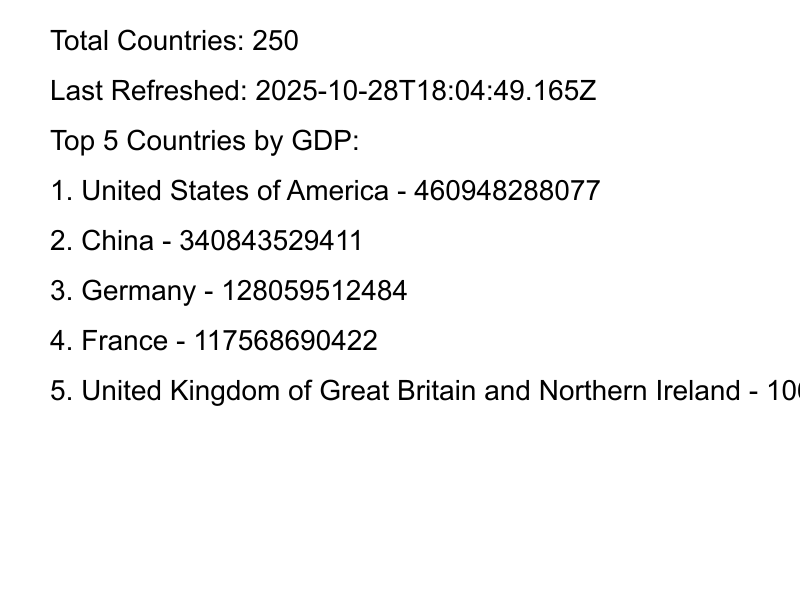 Total Countries: 250
Last Refreshed: 2025-10-28T18:04:49.165Z
Top 5 Countries by GDP:
1. United States of America - 460948288077
2. China - 340843529411
3. Germany - 128059512484
4. France - 117568690422
5. United Kingdom of Great Britain and Northern Ireland -